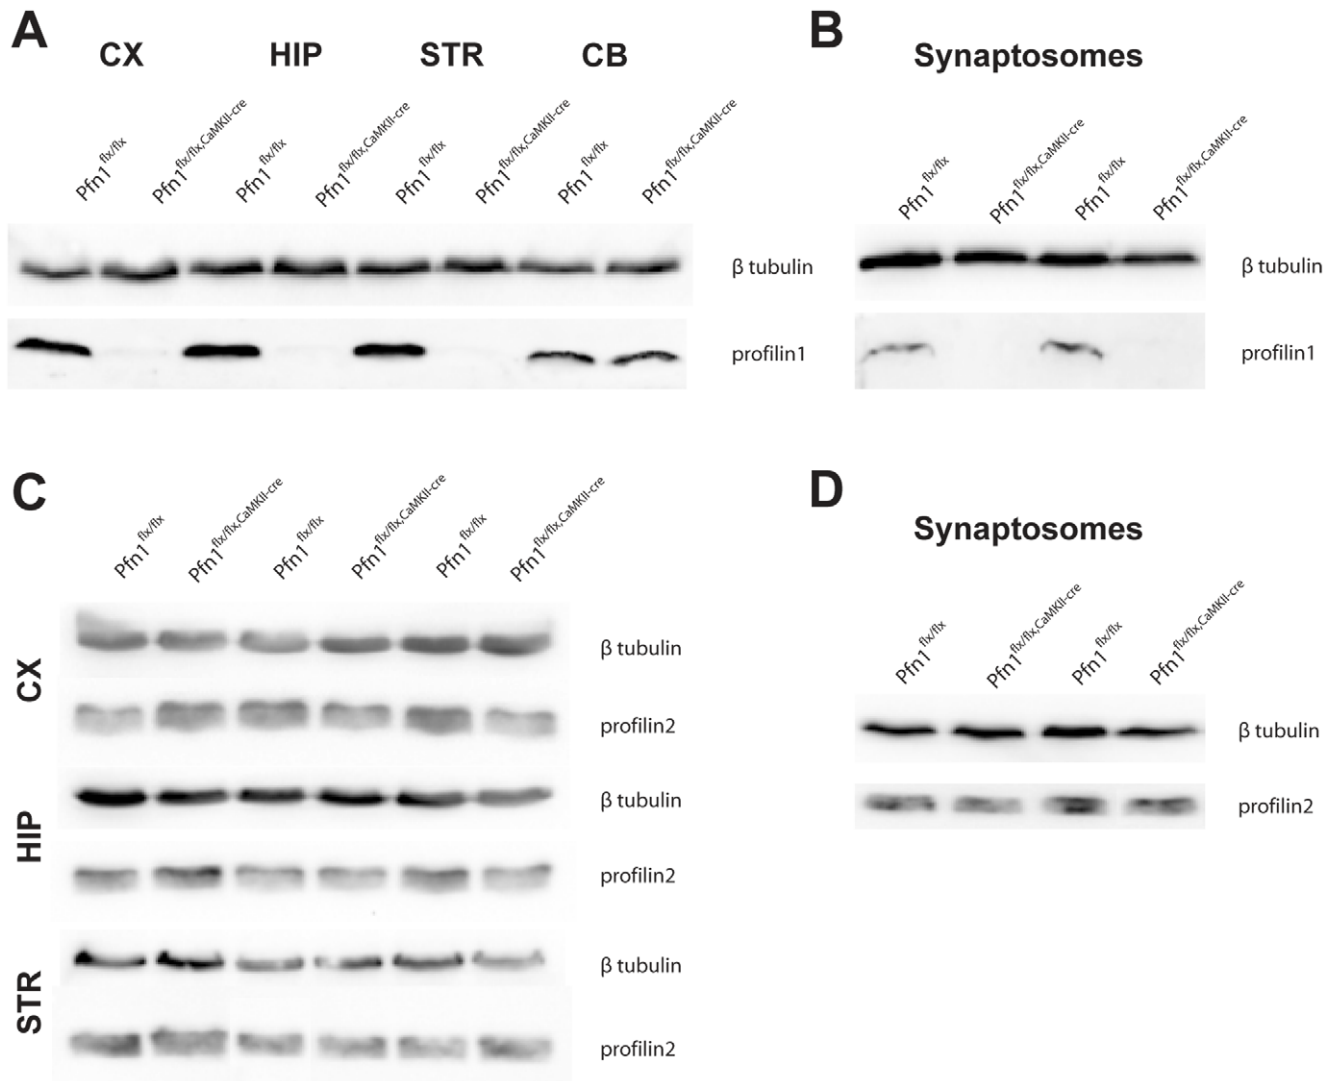 A
CX HIP STR CB
Pfn1flx/flx Pfn1flx/flx,CaMKII-cre Pfn1flx/flx Pfn1flx/flx,CaMKII-cre Pfn1flx/flx Pfn1flx/flx,CaMKII-cre Pfn1flx/flx Pfn1flx/flx,CaMKII-cre
β tubulin
profilin1
B
Synaptosomes
Pfn1flx/flx Pfn1flx/flx,CaMKII-cre Pfn1flx/flx Pfn1flx/flx,CaMKII-cre
β tubulin
profilin1
C
Pfn1flx/flx Pfn1flx/flx,CaMKII-cre Pfn1flx/flx Pfn1flx/flx,CaMKII-cre Pfn1flx/flx Pfn1flx/flx,CaMKII-cre
CX
β tubulin
profilin2
HIP
β tubulin
profilin2
STR
β tubulin
profilin2
D
Synaptosomes
Pfn1flx/flx Pfn1flx/flx,CaMKII-cre Pfn1flx/flx Pfn1flx/flx,CaMKII-cre
β tubulin
profilin2